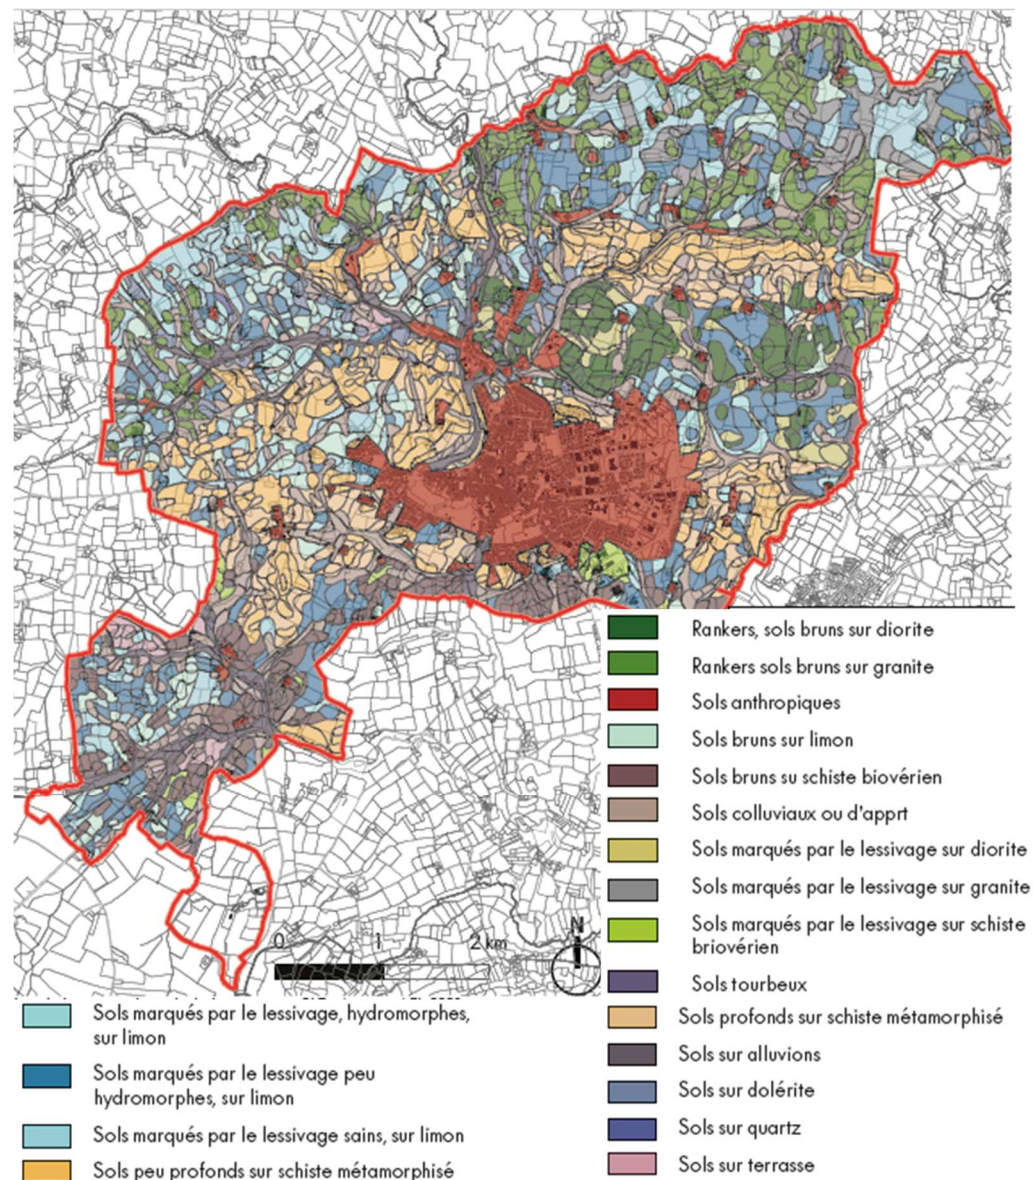 Rankers, sols bruns sur diorite
Rankers sols bruns sur granite
Sols anthropiques
Sols bruns sur limon
Sols bruns su schiste biovérien
Sols colluviaux ou d'apprt
Sols marqués par le lessivage sur diorite
Sols marqués par le lessivage sur granite
Sols marqués par le lessivage sur schiste
briovérien
Sols tourbeux
Sols profonds sur schiste métamorphisé
Sols sur alluvions
Sols sur dolérite
Sols sur quartz
Sols sur terrasse
0 1 2 km
N
Sols marqués par le lessivage, hydromorphes,
sur limon
Sols marqués par le lessivage peu
hydromorphes, sur limon
Sols marqués par le lessivage sains, sur limon
Sols peu profonds sur schiste métamorphisé